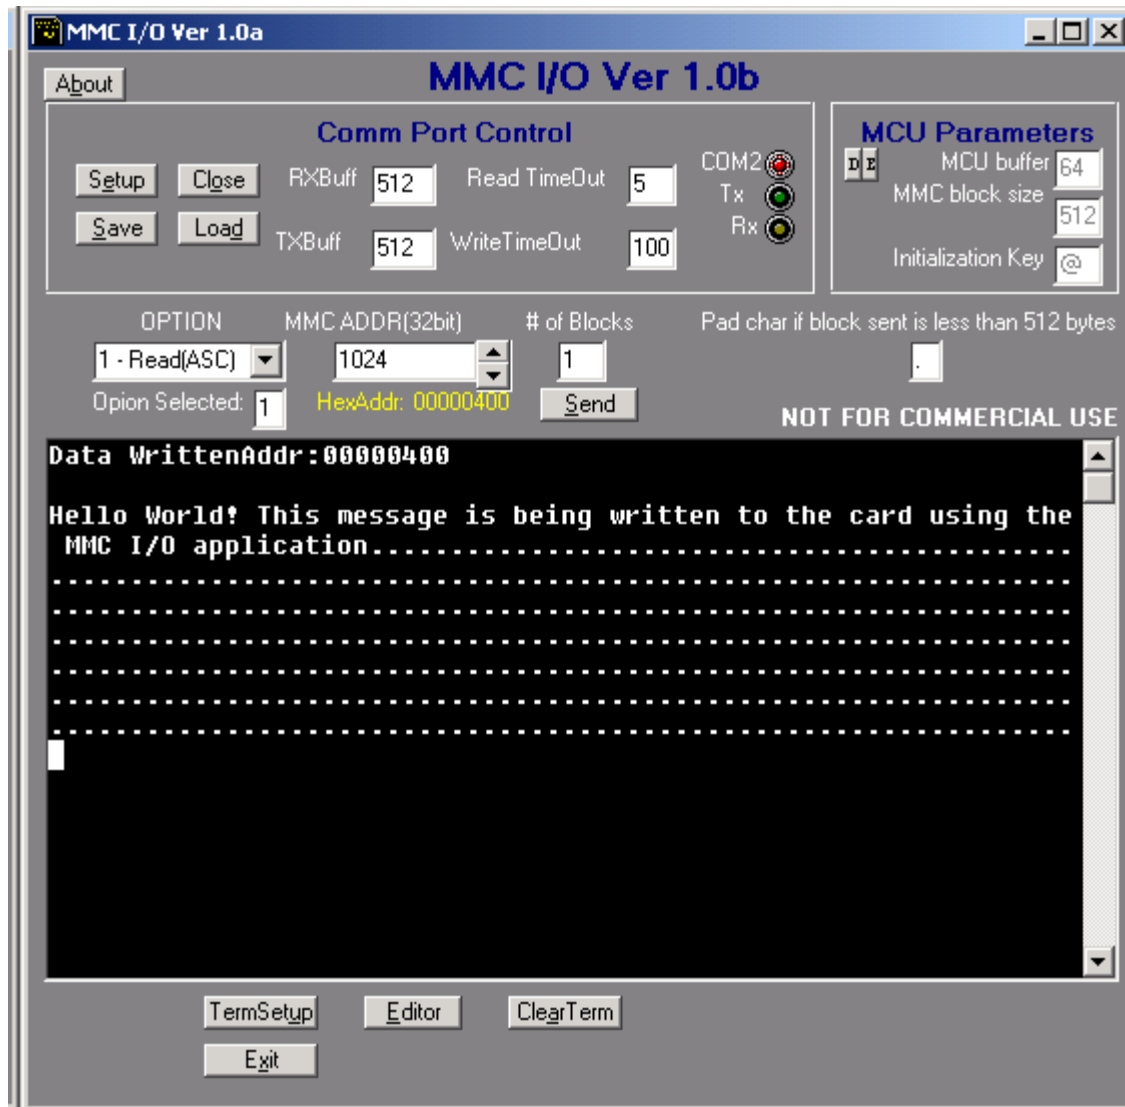 MMC I/O Ver 1.0a
About
MMC I/O Ver 1.0b
Comm Port Control
Setup Close RXBuff 512 Read TimeOut 5 COM2
Tx
Save Load TXBuff 512 WriteTimeOut 100 Rx
MCU Parameters
D E MCU buffer 64
MMC block size 512
Initialization Key @
OPTION MMC ADDR(32bit) # of Blocks Pad char if block sent is less than 512 bytes
1 - Read(ASC) 1024 1 .
Opion Selected: 1 HexAddr: 00000400 Send NOT FOR COMMERCIAL USE
Data WrittenAddr:00000400
Hello World! This message is being written to the card using the
MMC I/O application............................................
................................................................
................................................................
................................................................
................................................................
................................................................
................................................................
TermSetup Editor ClearTerm
Exit